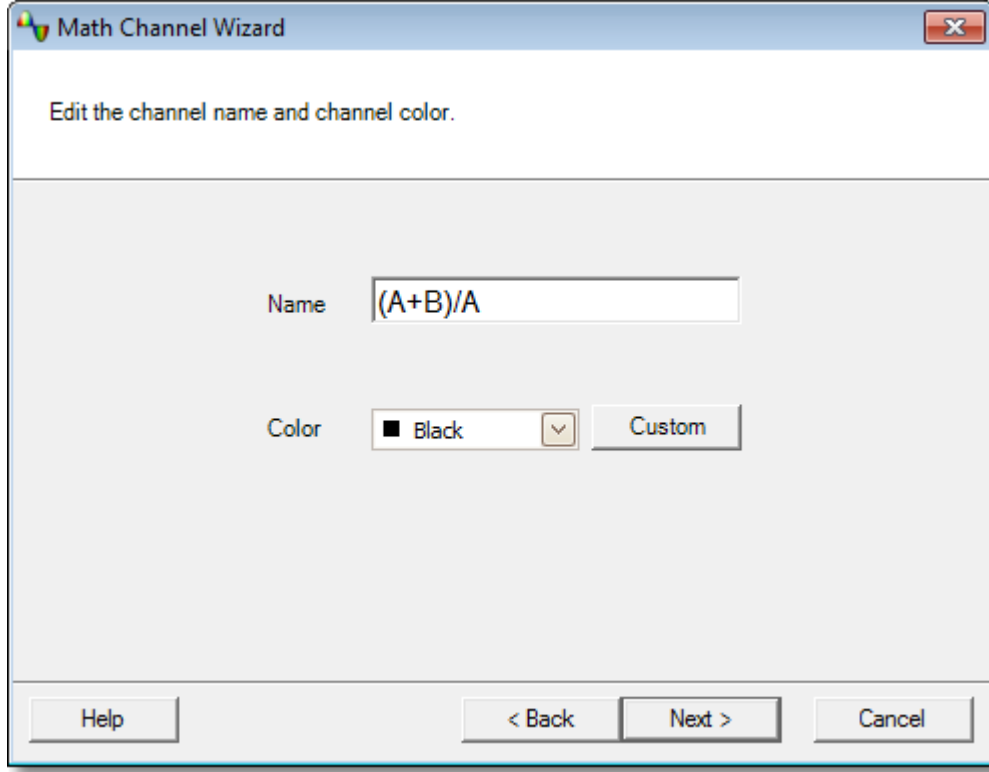 Math Channel Wizard
Edit the channel name and channel color.
Name (A+B)/A
Color Black Custom
Help < Back Next > Cancel